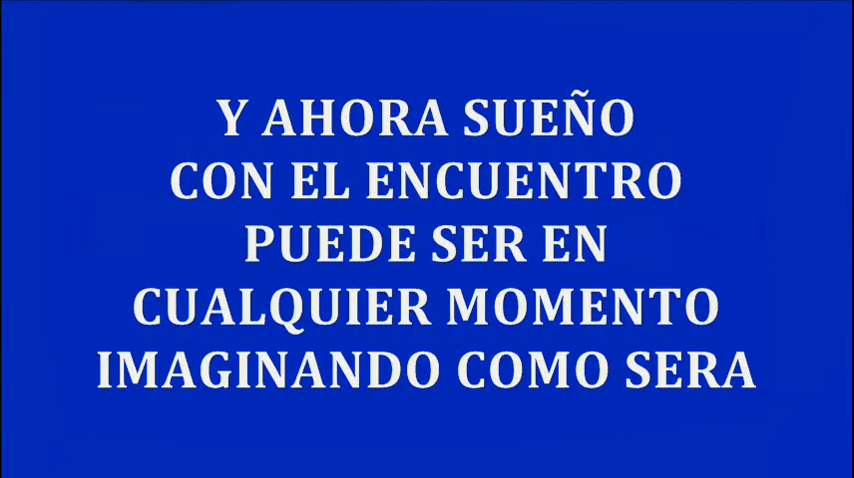 Y AHORA SUEÑO
CON EL ENCUENTRO
PUEDE SER EN
CUALQUIER MOMENTO
IMAGINANDO COMO SERA